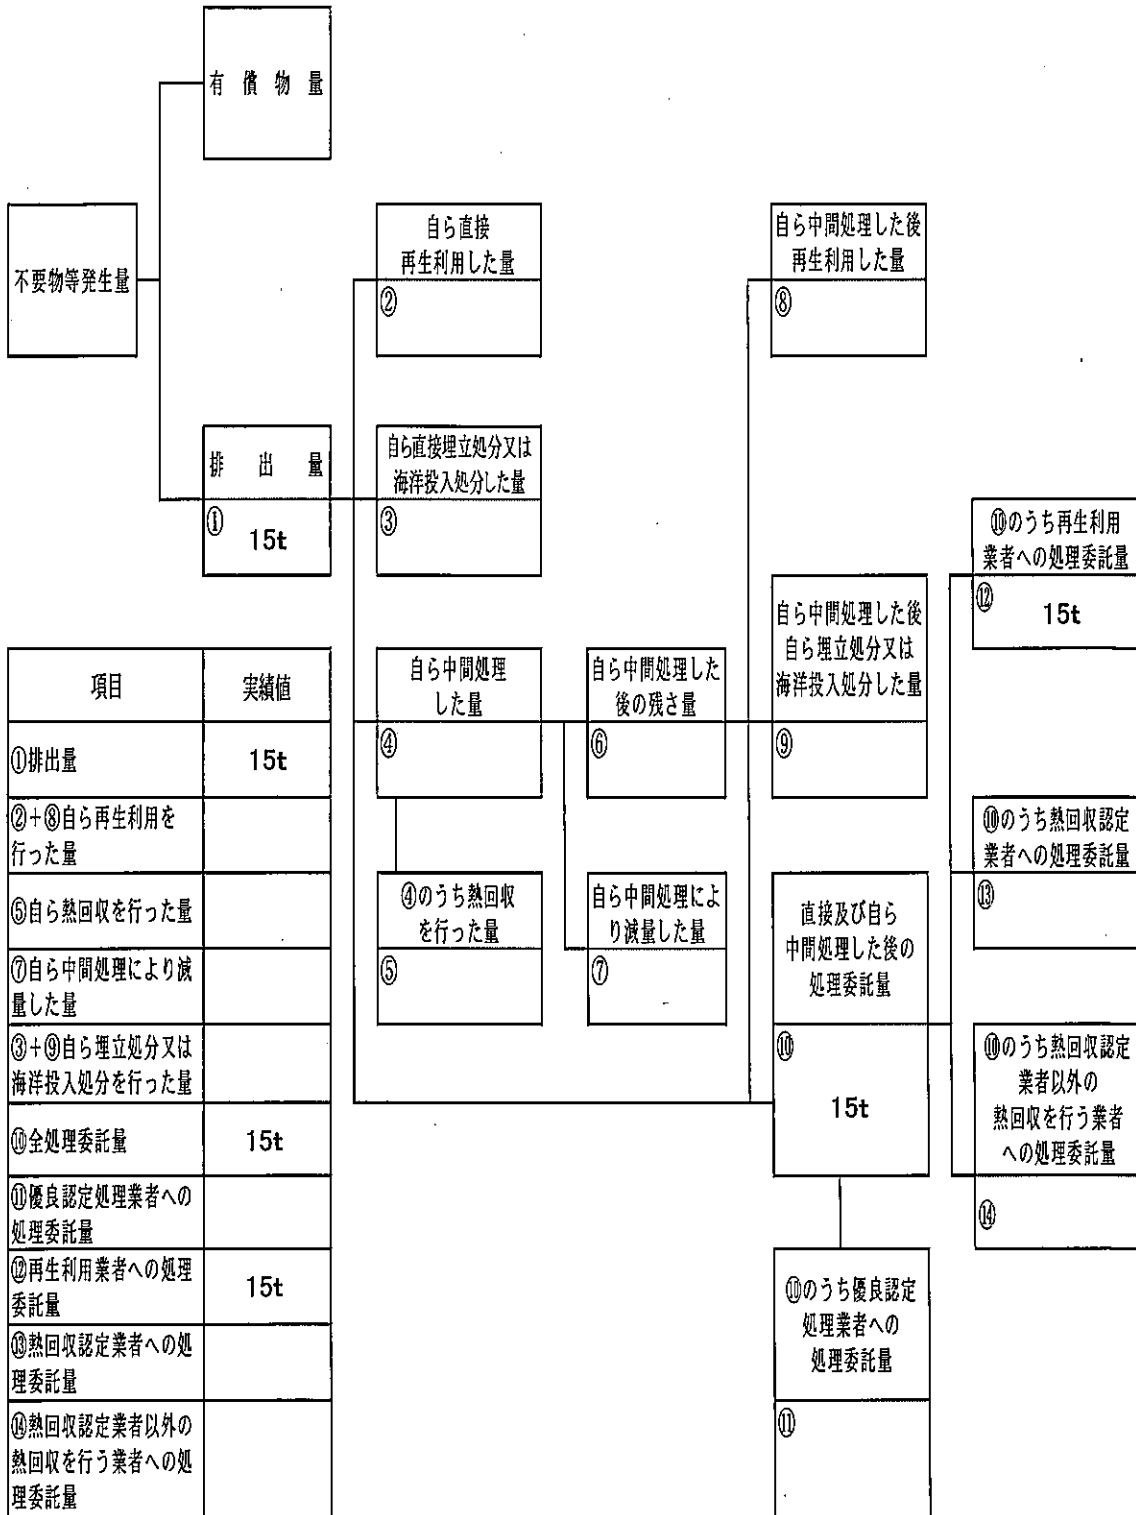 有償物量
不要物等発生量
自ら直接
再生利用した量
②
自ら中間処理した後
再生利用した量
⑧
排出量
①
15t
自ら直接埋立処分又は
海洋投入処分した量
③
⑩のうち再生利用
業者への処理委託量
⑫
15t
自ら中間処理した後
自ら埋立処分又は
海洋投入処分した量
⑨
自ら中間処理
した量
④
自ら中間処理した
後の残さ量
⑥
⑩のうち熱回収認定
業者への処理委託量
⑬
④のうち熱回収
を行った量
⑤
自ら中間処理によ
り減量した量
⑦
直接及び自ら
中間処理した後の
処理委託量
⑩
15t
⑩のうち熱回収認定
業者以外の
熱回収を行う業者
への処理委託量
⑭
⑩のうち優良認定
処理業者への
処理委託量
⑪
項目 実績値
①排出量 15t
②+⑧自ら再生利用を
行った量
⑤自ら熱回収を行った量
⑦自ら中間処理により減
量した量
③+⑨自ら埋立処分又は
海洋投入処分を行った量
⑩全処理委託量 15t
⑪優良認定処理業者への
処理委託量
⑫再生利用業者への処理
委託量 15t
⑬熱回収認定業者への処
理委託量
⑭熱回収認定業者以外の
熱回収を行う業者への処
理委託量